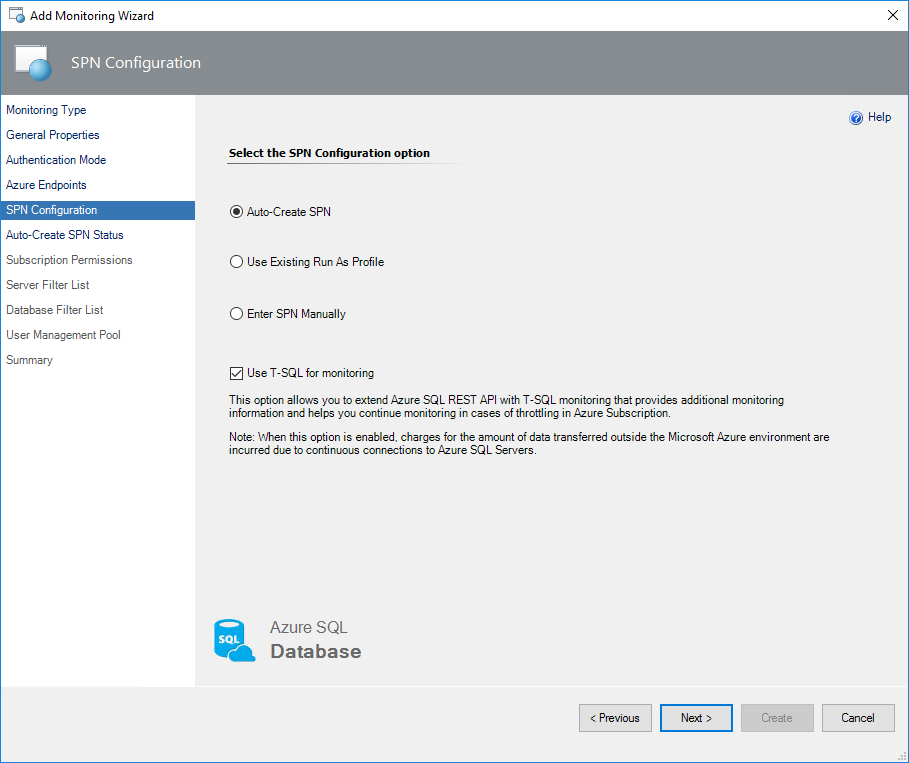 Add Monitoring Wizard
SPN Configuration
Monitoring Type
General Properties
Authentication Mode
Azure Endpoints
SPN Configuration
Auto-Create SPN Status
Subscription Permissions
Server Filter List
Database Filter List
User Management Pool
Summary
? Help
Select the SPN Configuration option
Auto-Create SPN
Use Existing Run As Profile
Enter SPN Manually
Use T-SQL for monitoring
This option allows you to extend Azure SQL REST API with T-SQL monitoring that provides additional monitoring
information and helps you continue monitoring in cases of throttling in Azure Subscription.
Note: When this option is enabled, charges for the amount of data transferred outside the Microsoft Azure environment are
incurred due to continuous connections to Azure SQL Servers.
SQL
Azure SQL
Database
< Previous
Next >
Create
Cancel